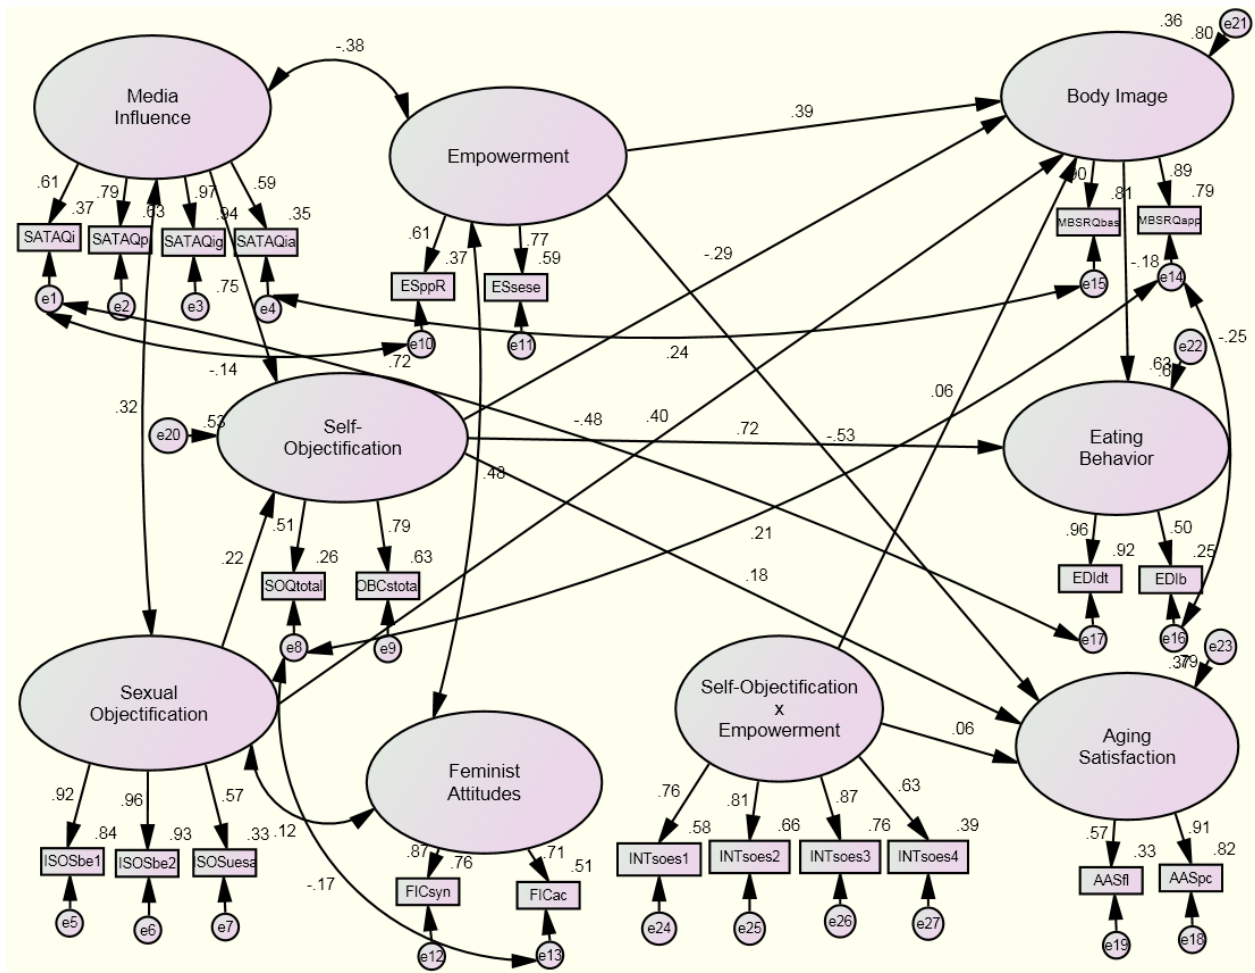 -.38
.36
.80
e21
Media
Influence
Body Image
.39
Empowerment
.61
.79
.97
.59
.89
.37
.63
.94
.35
.81
.79
SATAQi
SATAQp
SATAQig
SATAQia
MBSRQbas
MBSRQapp
.61
.37
.77
.59
-.29
-.18
ESppR
ESsese
e15
e14
e1
e2
e3
.75
e4
e10
e11
.24
-.25
e22
-.14
.72
.63
.06
.32
e20
.53
Self-
Objectification
-.48
.40
.72
-.53
Eating
Behavior
.48
.51
.79
.96
.50
.22
.26
.63
.21
.92
.25
SOQtotal
OBCstota
.18
EDIdt
EDIb
e8
e9
e17
e16
e23
.37
.79
Sexual
Objectification
Self-Objectification
x
Empowerment
.06
Aging
Satisfaction
Feminist
Attitudes
.92
.96
.57
.76
.81
.87
.63
.84
.93
.33
.12
.58
.66
.76
.39
.57
.91
ISOSbe1
ISOSbe2
ISOSuesa
.87
.76
.71
.51
INTsoes1
INTsoes2
INTsoes3
INTsoes4
.33
.82
-.17
FICsyn
FICac
AASfl
AASpc
e5
e6
e7
e12
e13
e24
e25
e26
e27
e19
e18